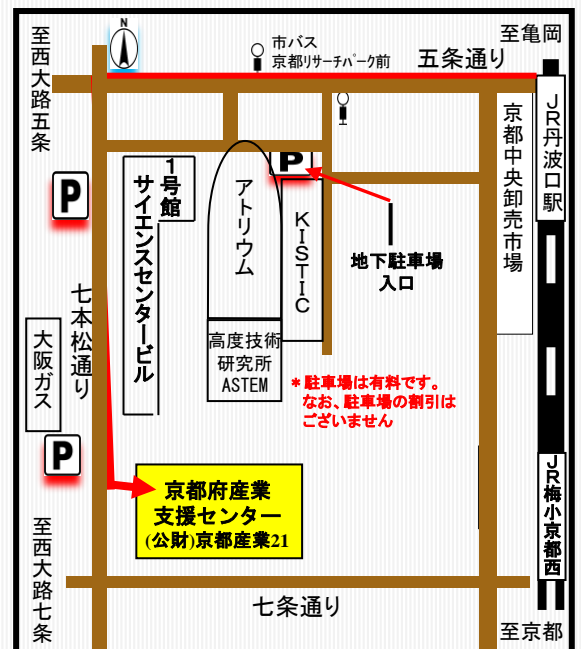 N
至西大路五条
市バス
京都リサーチパーク前
五条通り
至亀岡
JR丹波口駅
京都中央卸売市場
P
P
1号館
サイエンスセンタービル
アトリウム
KISTIC
地下駐車場
入口
七本松通り
大阪ガス
高度技術
研究所
ASTEM
*駐車場は有料です。
なお、駐車場の割引は
ございません
P
京都府産業
支援センター
(公財)京都産業21
JR梅小京都西
至西大路七条
七条通り
至京都